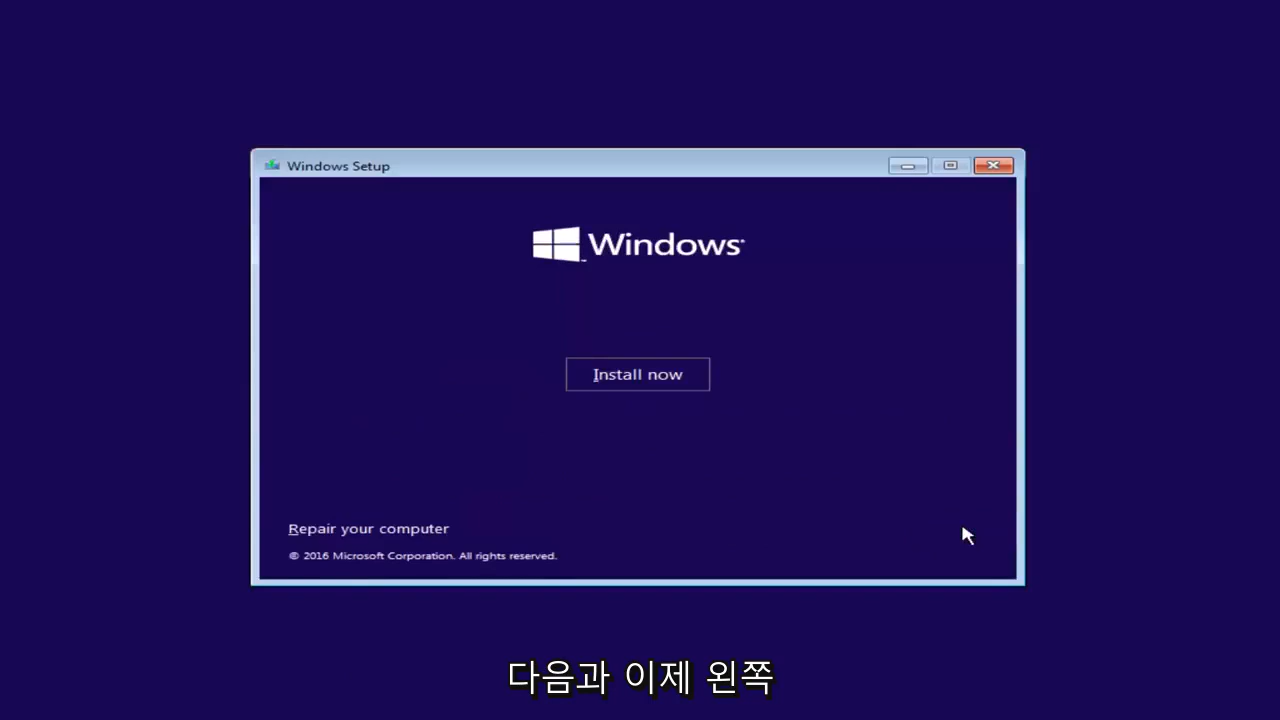 Windows Setup
Windows
Install now
Repair your computer
© 2016 Microsoft Corporation. All rights reserved.
다음과 이제 왼쪽